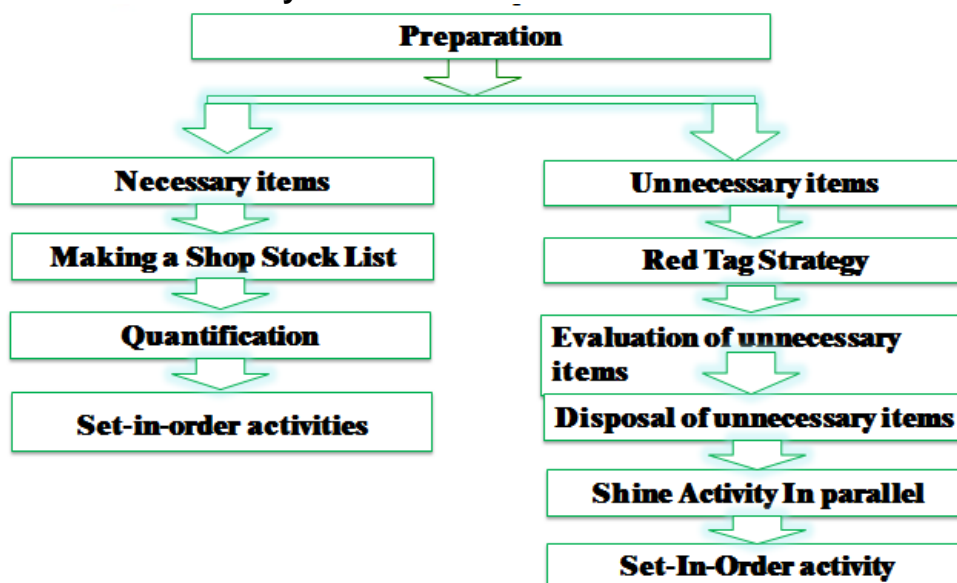 Preparation
Necessary items
Making a Shop Stock List
Quantification
Set-in-order activities
Unnecessary items
Red Tag Strategy
Evaluation of unnecessary
items
Disposal of unnecessary items
Shine Activity In parallel
Set-In-Order activity